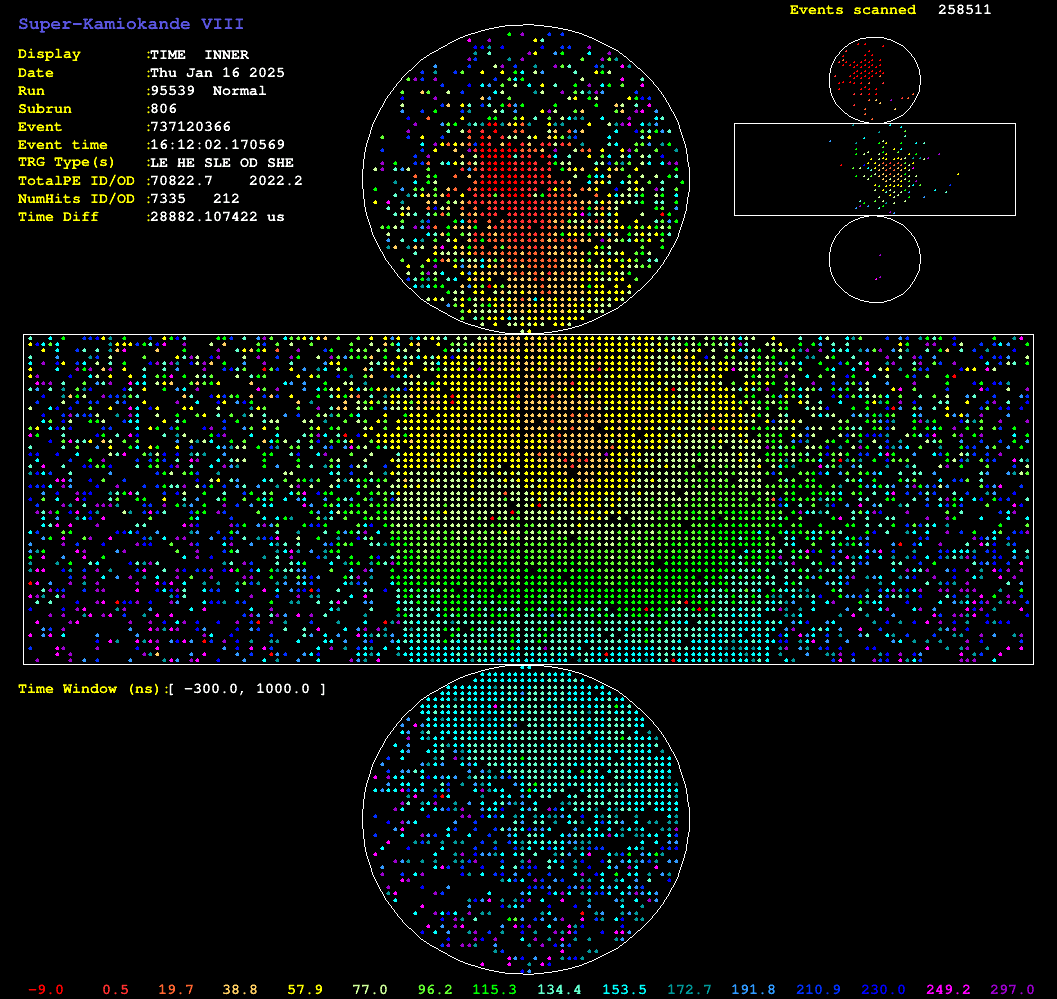 Super-Kamiokande VIII
Events scanned 258511
Display :TIME INNER
Date :Thu Jan 16 2025
Run :95539 Normal
Subrun :806
Event :737120366
Event time :16:12:02.170569
TRG Type(s) :LE HE SLE OD SHE
TotalPE ID/OD :70822.7 2022.2
NumHits ID/OD :7335 212
Time Diff :28882.107422 us
Time Window (ns):[ -300.0, 1000.0 ]
-9.0 0.5 19.7 38.8 57.9 77.0 96.2 115.3 134.4 153.5 172.7 191.8 210.9 230.0 249.2 297.0